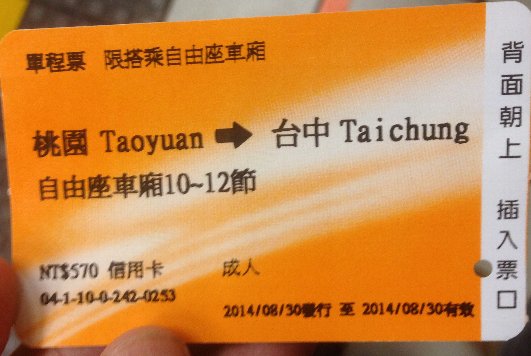 單程票 限搭乘自由座車廂
桃園 Taoyuan → 台中 Taichung
自由座車廂10~12節
NT$570 信用卡 成人
04-1-10-0-242-0253
2014/08/30發行 至 2014/08/30有效
背面朝上 插入票口